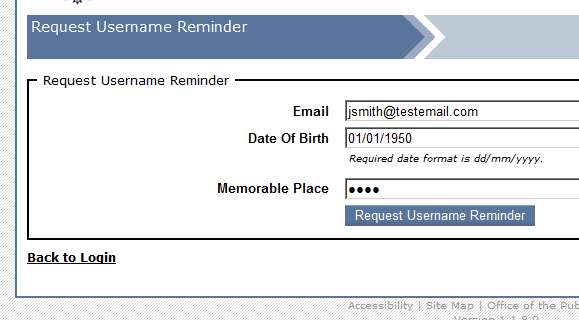 Request Username Reminder
Request Username Reminder
Email jsmith@testemail.com
Date Of Birth 01/01/1950
Required date format is dd/mm/yyyy.
Memorable Place ••••
Request Username Reminder
Back to Login
Accessibility | Site Map | Office of the Pub
Version 1.1.8.0